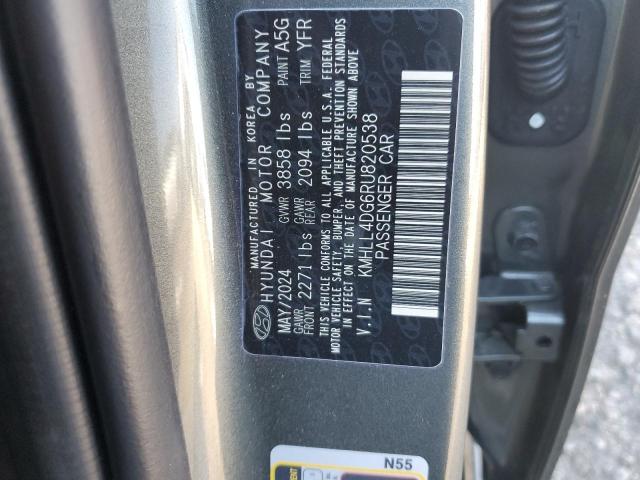 MANUFACTURED IN KOREA BY
HYUNDAI MOTOR COMPANY
MAY/2024 GVWR 3858 lbs PAINT A5G
GAWR FRONT 2271 lbs GAWR REAR 2094 lbs TRIM YFR
THIS VEHICLE CONFORMS TO ALL APPLICABLE U.S.A. FEDERAL
MOTOR VEHICLE SAFETY, BUMPER, AND THEFT PREVENTION STANDARDS
IN EFFECT ON THE DATE OF MANUFACTURE SHOWN ABOVE
V.I.N KMHLL4DG6RU820538
PASSENGER CAR
N55